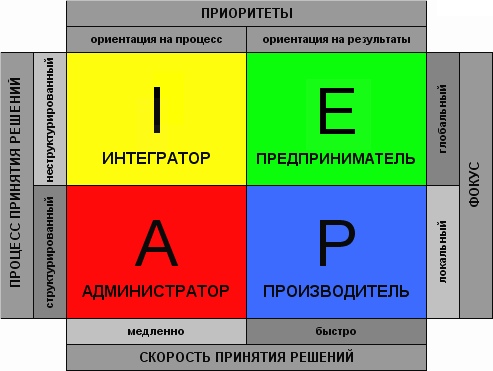 ПРИОРИТЕТЫ
ориентация на процесс
ориентация на результаты
ПРОЦЕСС ПРИНЯТИЯ РЕШЕНИЙ
неструктурированный
структурированный
I
ИНТЕГРАТОР
E
ПРЕДПРИНИМАТЕЛЬ
A
АДМИНИСТРАТОР
P
ПРОИЗВОДИТЕЛЬ
глобальный
локальный
ФОКУС
медленно
быстро
СКОРОСТЬ ПРИНЯТИЯ РЕШЕНИЙ